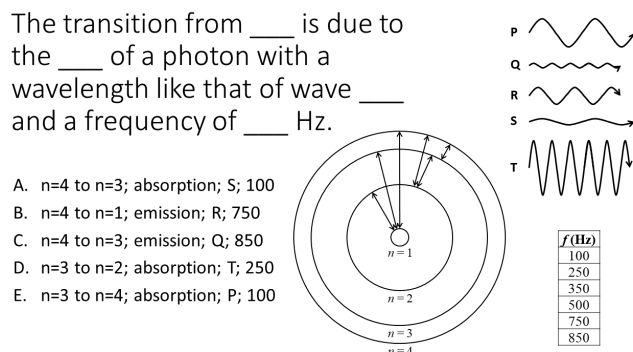 The transition from ___ is due to
the ___ of a photon with a
wavelength like that of wave ___
and a frequency of ___ Hz.
A. n=4 to n=3; absorption; S; 100
B. n=4 to n=1; emission; R; 750
C. n=4 to n=3; emission; Q; 850
D. n=3 to n=2; absorption; T; 250
E. n=3 to n=4; absorption; P; 100
n = 1
n = 2
n = 3
n = 4
P
Q
R
S
T
f (Hz)
100
250
350
500
750
850